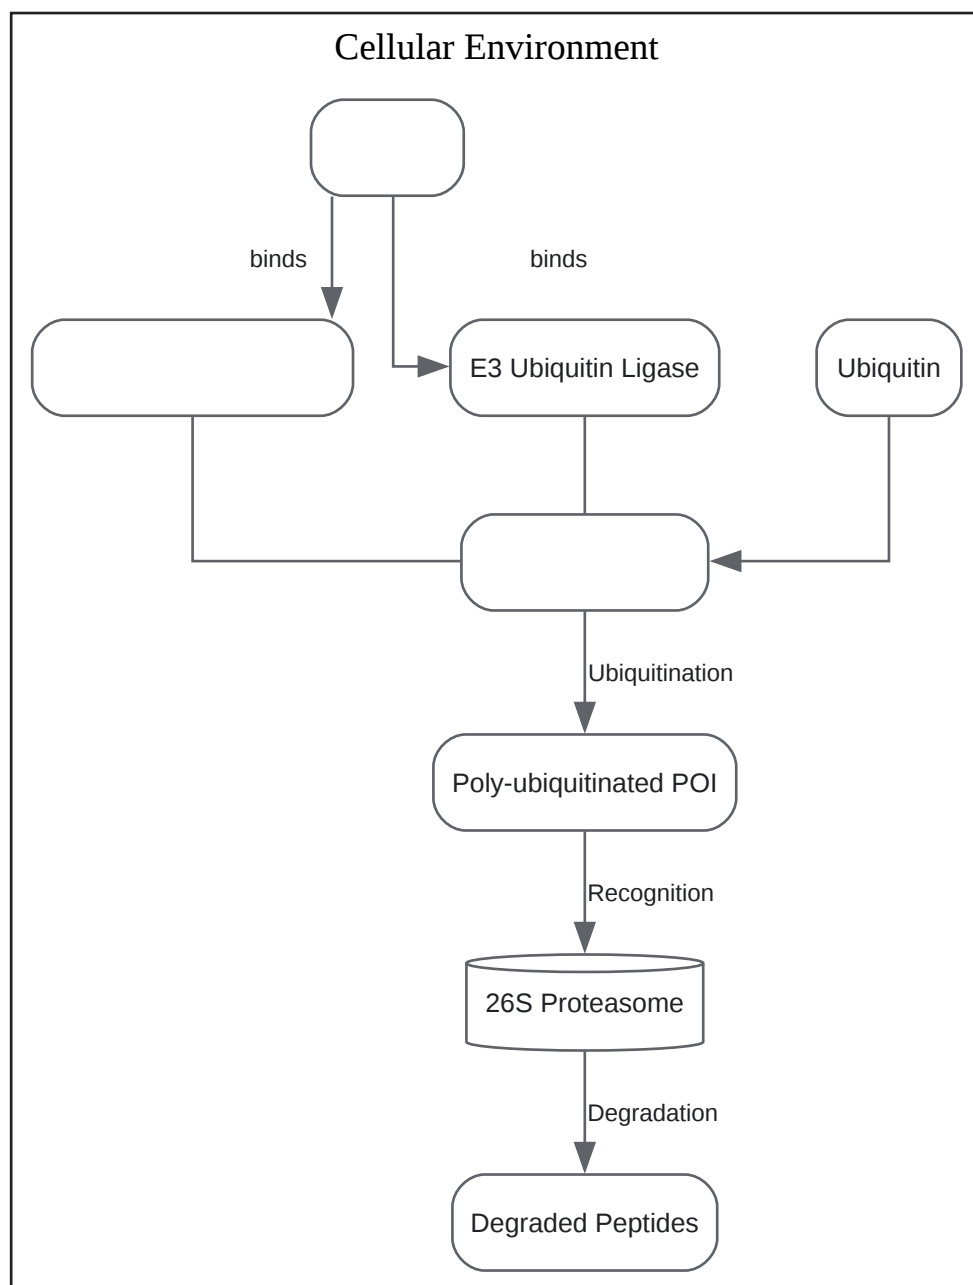 Cellular Environment
binds
binds
E3 Ubiquitin Ligase
Ubiquitin
Ubiquitination
Poly-ubiquitinated POI
Recognition
26S Proteasome
Degradation
Degraded Peptides